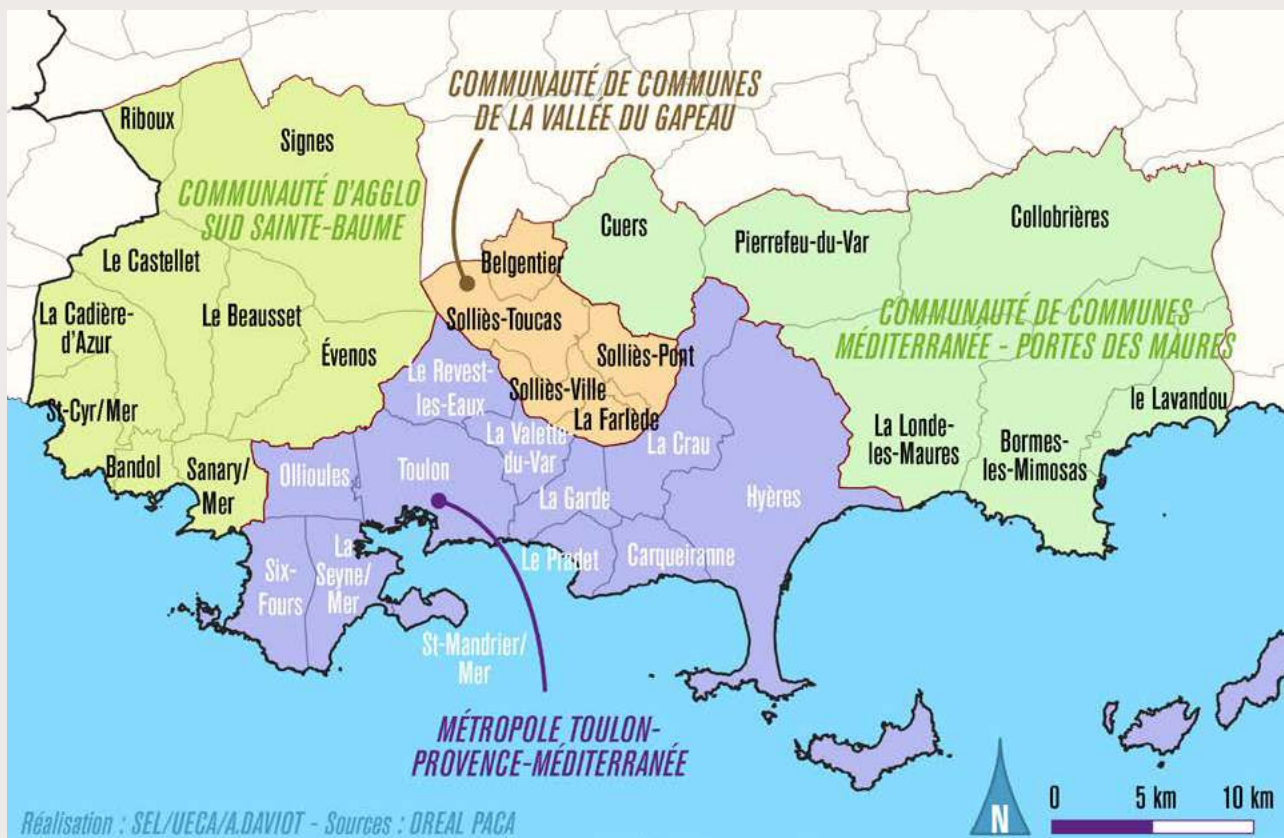 COMMUNAUTÉ DE COMMUNES
DE LA VALLÉE DU GAPEAU
Riboux
Signes
COMMUNAUTÉ D'AGGLO
SUD SAINTE-BAUME
Cuers
Collobrières
Pierrefeu-du-Var
Le Castellet
Belgentier
La Cadière-
d'Azur
Le Beausset
Solliès-Toucas
COMMUNAUTÉ DE COMMUNES
MÉDITERRANÉE - PORTES DES MAURES
Évenos
Solliès-Pont
Le Revest-
les-Eaux
Solliès-Ville
La Farlède
St-Cyr/Mer
le Lavandou
La Valette-
du-Var
La Crau
La Londe-
les-Maures
Bormes-
les-Mimosas
Bandol
Sanary/
Mer
Ollioules
Toulon
La Garde
Hyères
Le Pradet
Carqueiranne
Six-
Fours
La
Seyne/
Mer
St-Mandrier/
Mer
MÉTROPOLE TOULON-
PROVENCE-MÉDITERRANÉE
N
0 5 km 10 km
Réalisation : SEL/UECA/A.DAVIOT - Sources : DREAL PACA